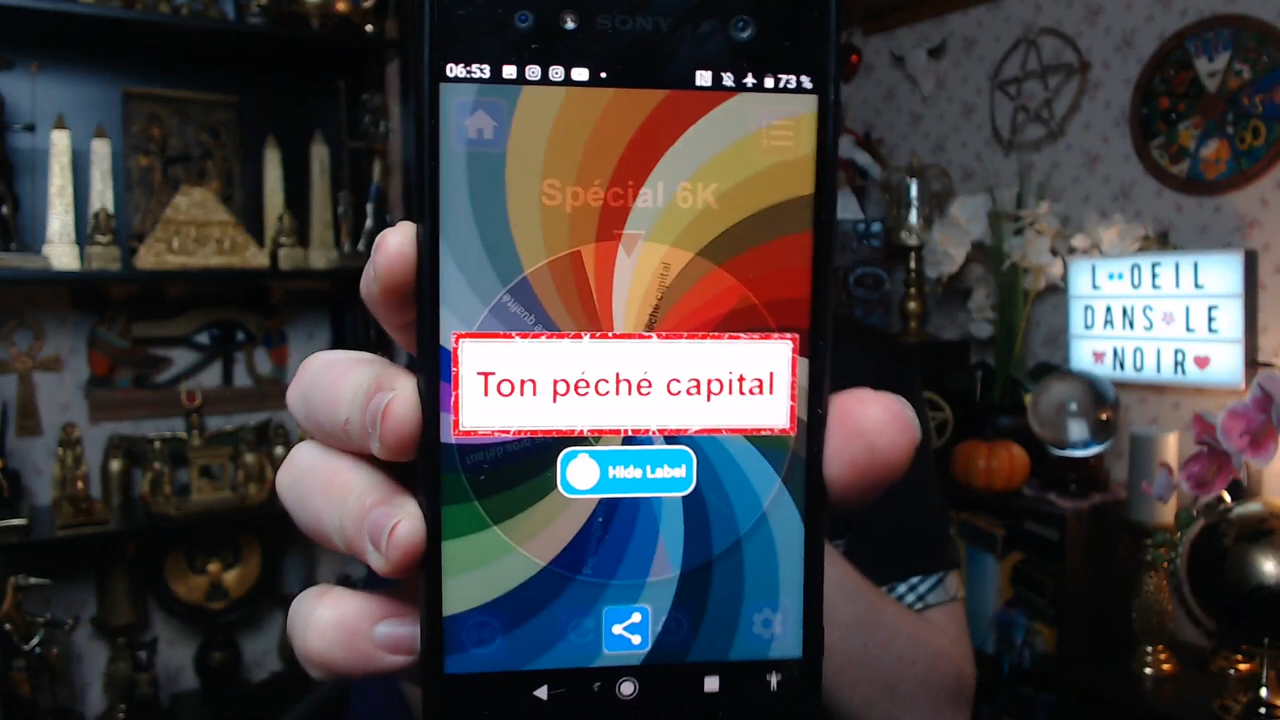 SONY
06:53
73 %
Spécial 6K
péché capital
Ton péché capital
Hide Label
L OEIL
DANS LE
NOIR